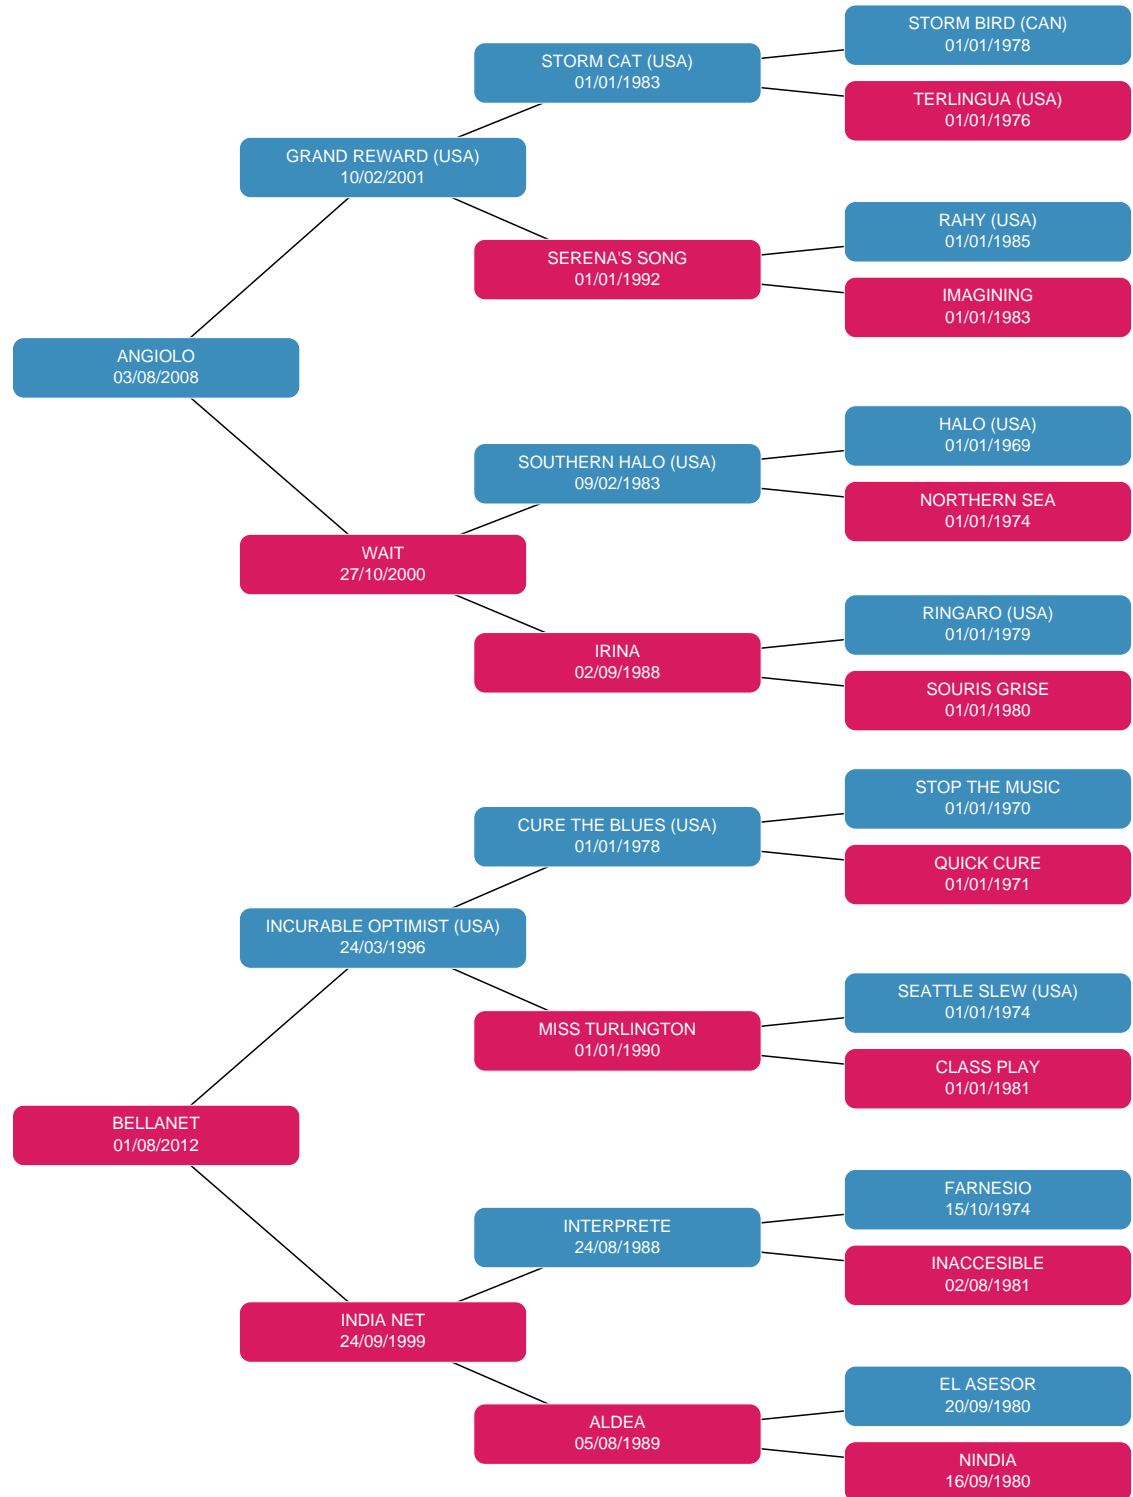 STORM BIRD (CAN)
01/01/1978
STORM CAT (USA)
01/01/1983
TERLINGUA (USA)
01/01/1976
GRAND REWARD (USA)
10/02/2001
RAHY (USA)
01/01/1985
SERENA'S SONG
01/01/1992
IMAGINING
01/01/1983
ANGIOLO
03/08/2008
HALO (USA)
01/01/1969
SOUTHERN HALO (USA)
09/02/1983
NORTHERN SEA
01/01/1974
WAIT
27/10/2000
RINGARO (USA)
01/01/1979
IRINA
02/09/1988
SOURIS GRISE
01/01/1980
STOP THE MUSIC
01/01/1970
CURE THE BLUES (USA)
01/01/1978
QUICK CURE
01/01/1971
INCURABLE OPTIMIST (USA)
24/03/1996
SEATTLE SLEW (USA)
01/01/1974
MISS TURLINGTON
01/01/1990
CLASS PLAY
01/01/1981
BELLANET
01/08/2012
FARNESIO
15/10/1974
INTERPRETE
24/08/1988
INACCESIBLE
02/08/1981
INDIA NET
24/09/1999
EL ASESOR
20/09/1980
ALDEA
05/08/1989
NINDIA
16/09/1980